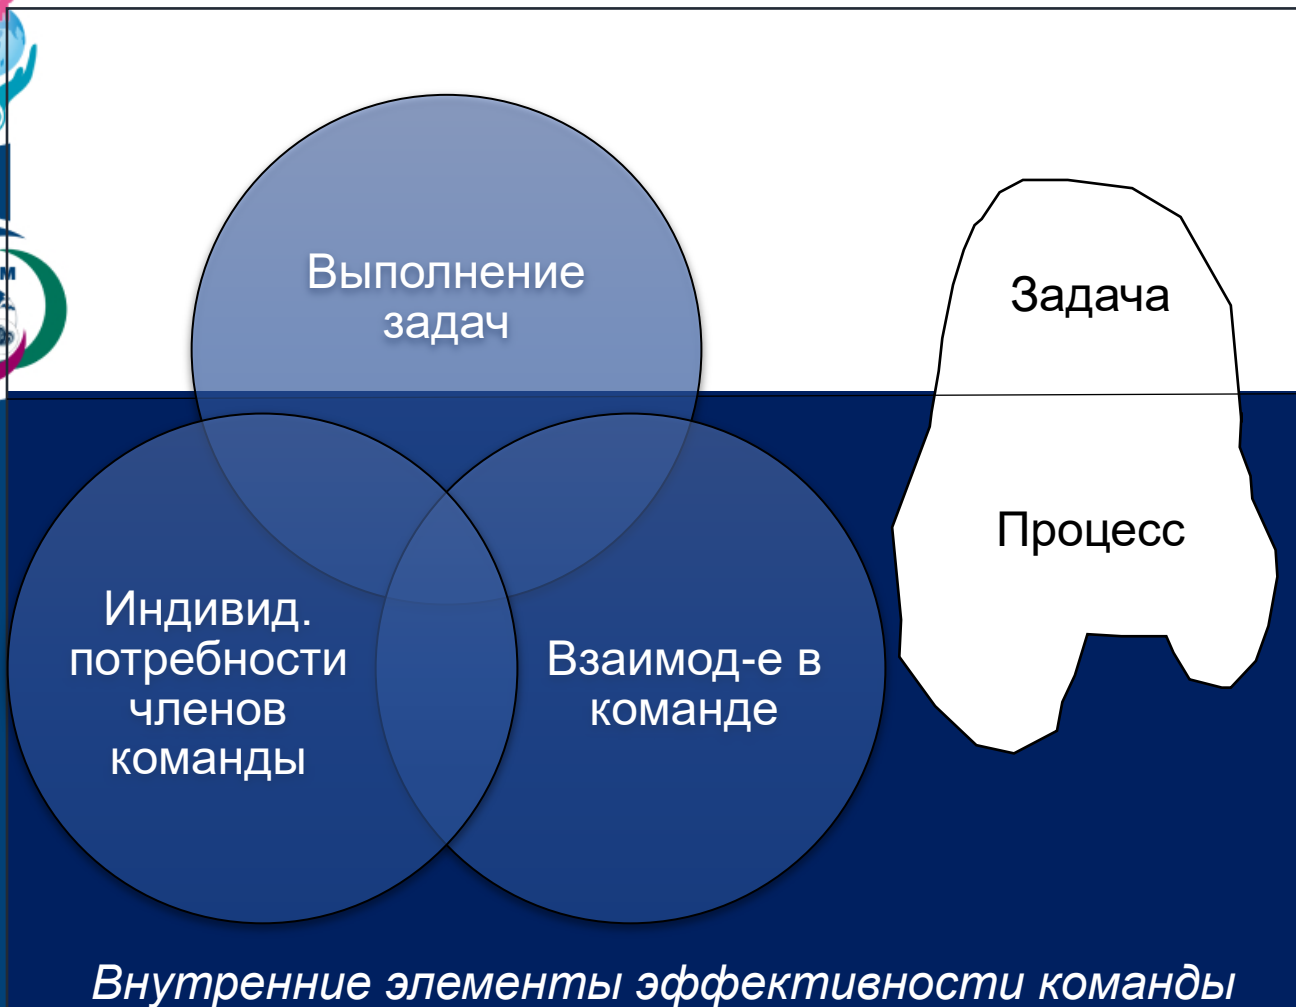 Выполнение
задач
Задача
Процесс
Индивид.
потребности
членов
команды
Взаимод-е в
команде
Внутренние элементы эффективности команды